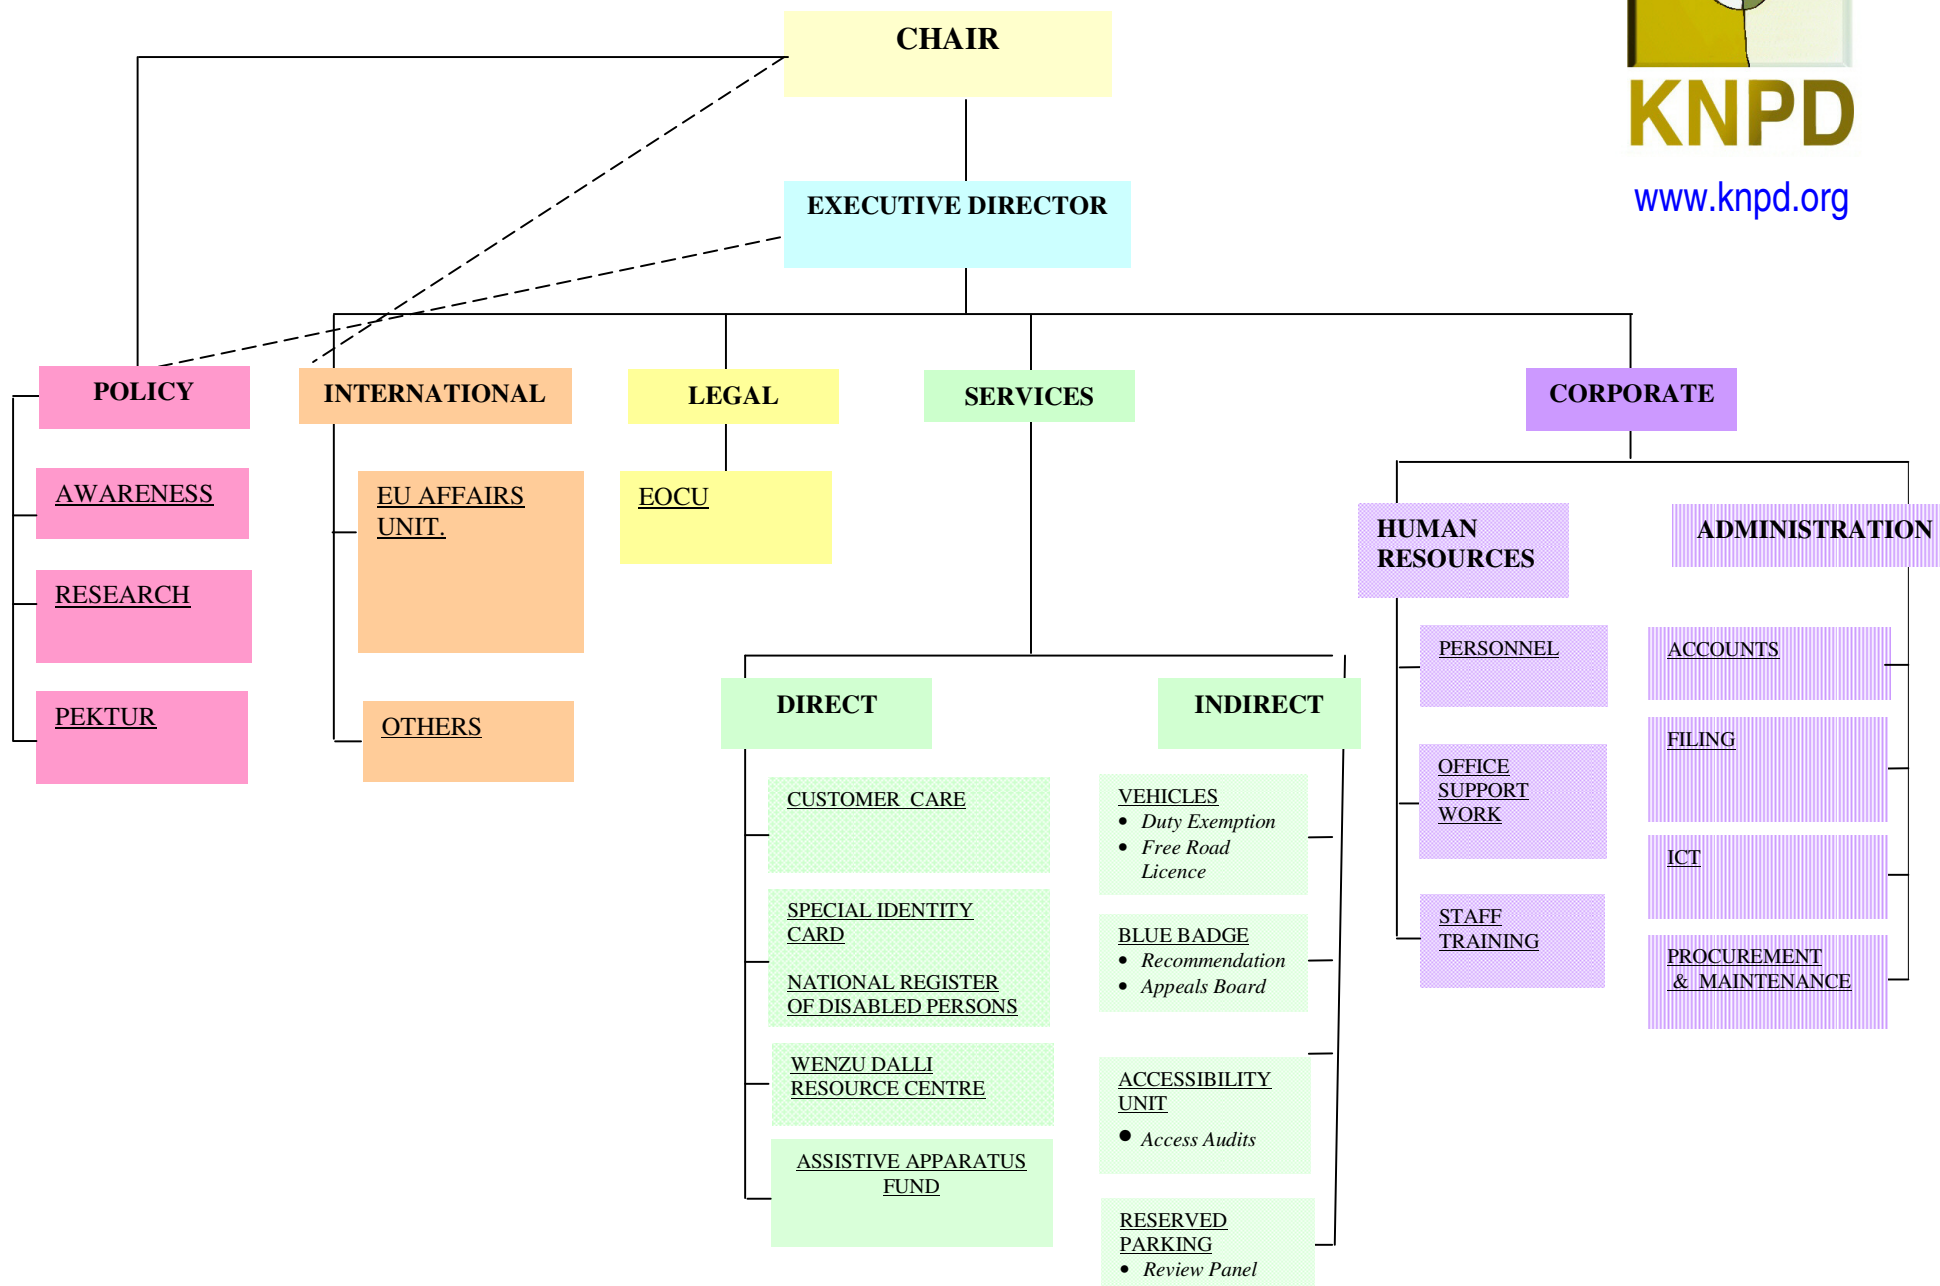 CHAIR
KNPD
www.knpd.org
EXECUTIVE DIRECTOR
POLICY
INTERNATIONAL
LEGAL
SERVICES
CORPORATE
AWARENESS
RESEARCH
PEKTUR
EU AFFAIRS
UNIT.
OTHERS
EOCU
DIRECT
CUSTOMER CARE
SPECIAL IDENTITY
CARD
NATIONAL REGISTER
OF DISABLED PERSONS
WENZU DALLI
RESOURCE CENTRE
ASSISTIVE APPARATUS
FUND
INDIRECT
VEHICLES
• Duty Exemption
• Free Road
Licence
BLUE BADGE
• Recommendation
• Appeals Board
ACCESSIBILITY
UNIT
• Access Audits
RESERVED
PARKING
• Review Panel
HUMAN
RESOURCES
PERSONNEL
OFFICE
SUPPORT
WORK
STAFF
TRAINING
ADMINISTRATION
ACCOUNTS
FILING
ICT
PROCUREMENT
& MAINTENANCE